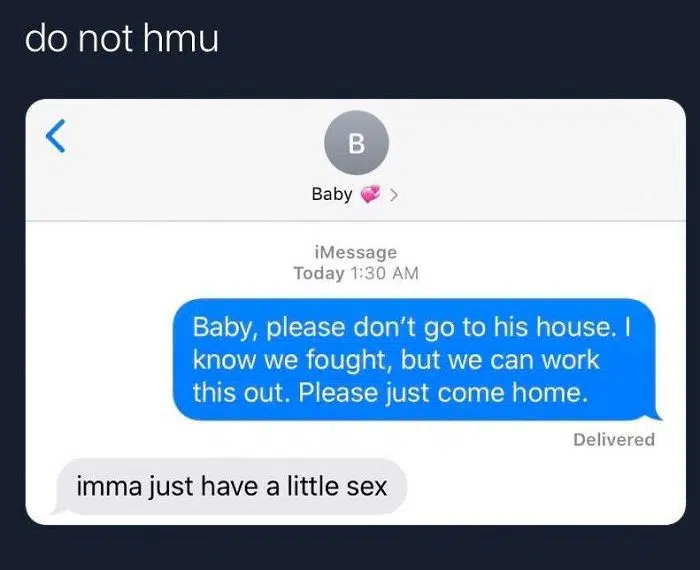 do not hmu
B
Baby 💞 >
iMessage
Today 1:30 AM
Baby, please don’t go to his house. I
know we fought, but we can work
this out. Please just come home.
Delivered
imma just have a little sex